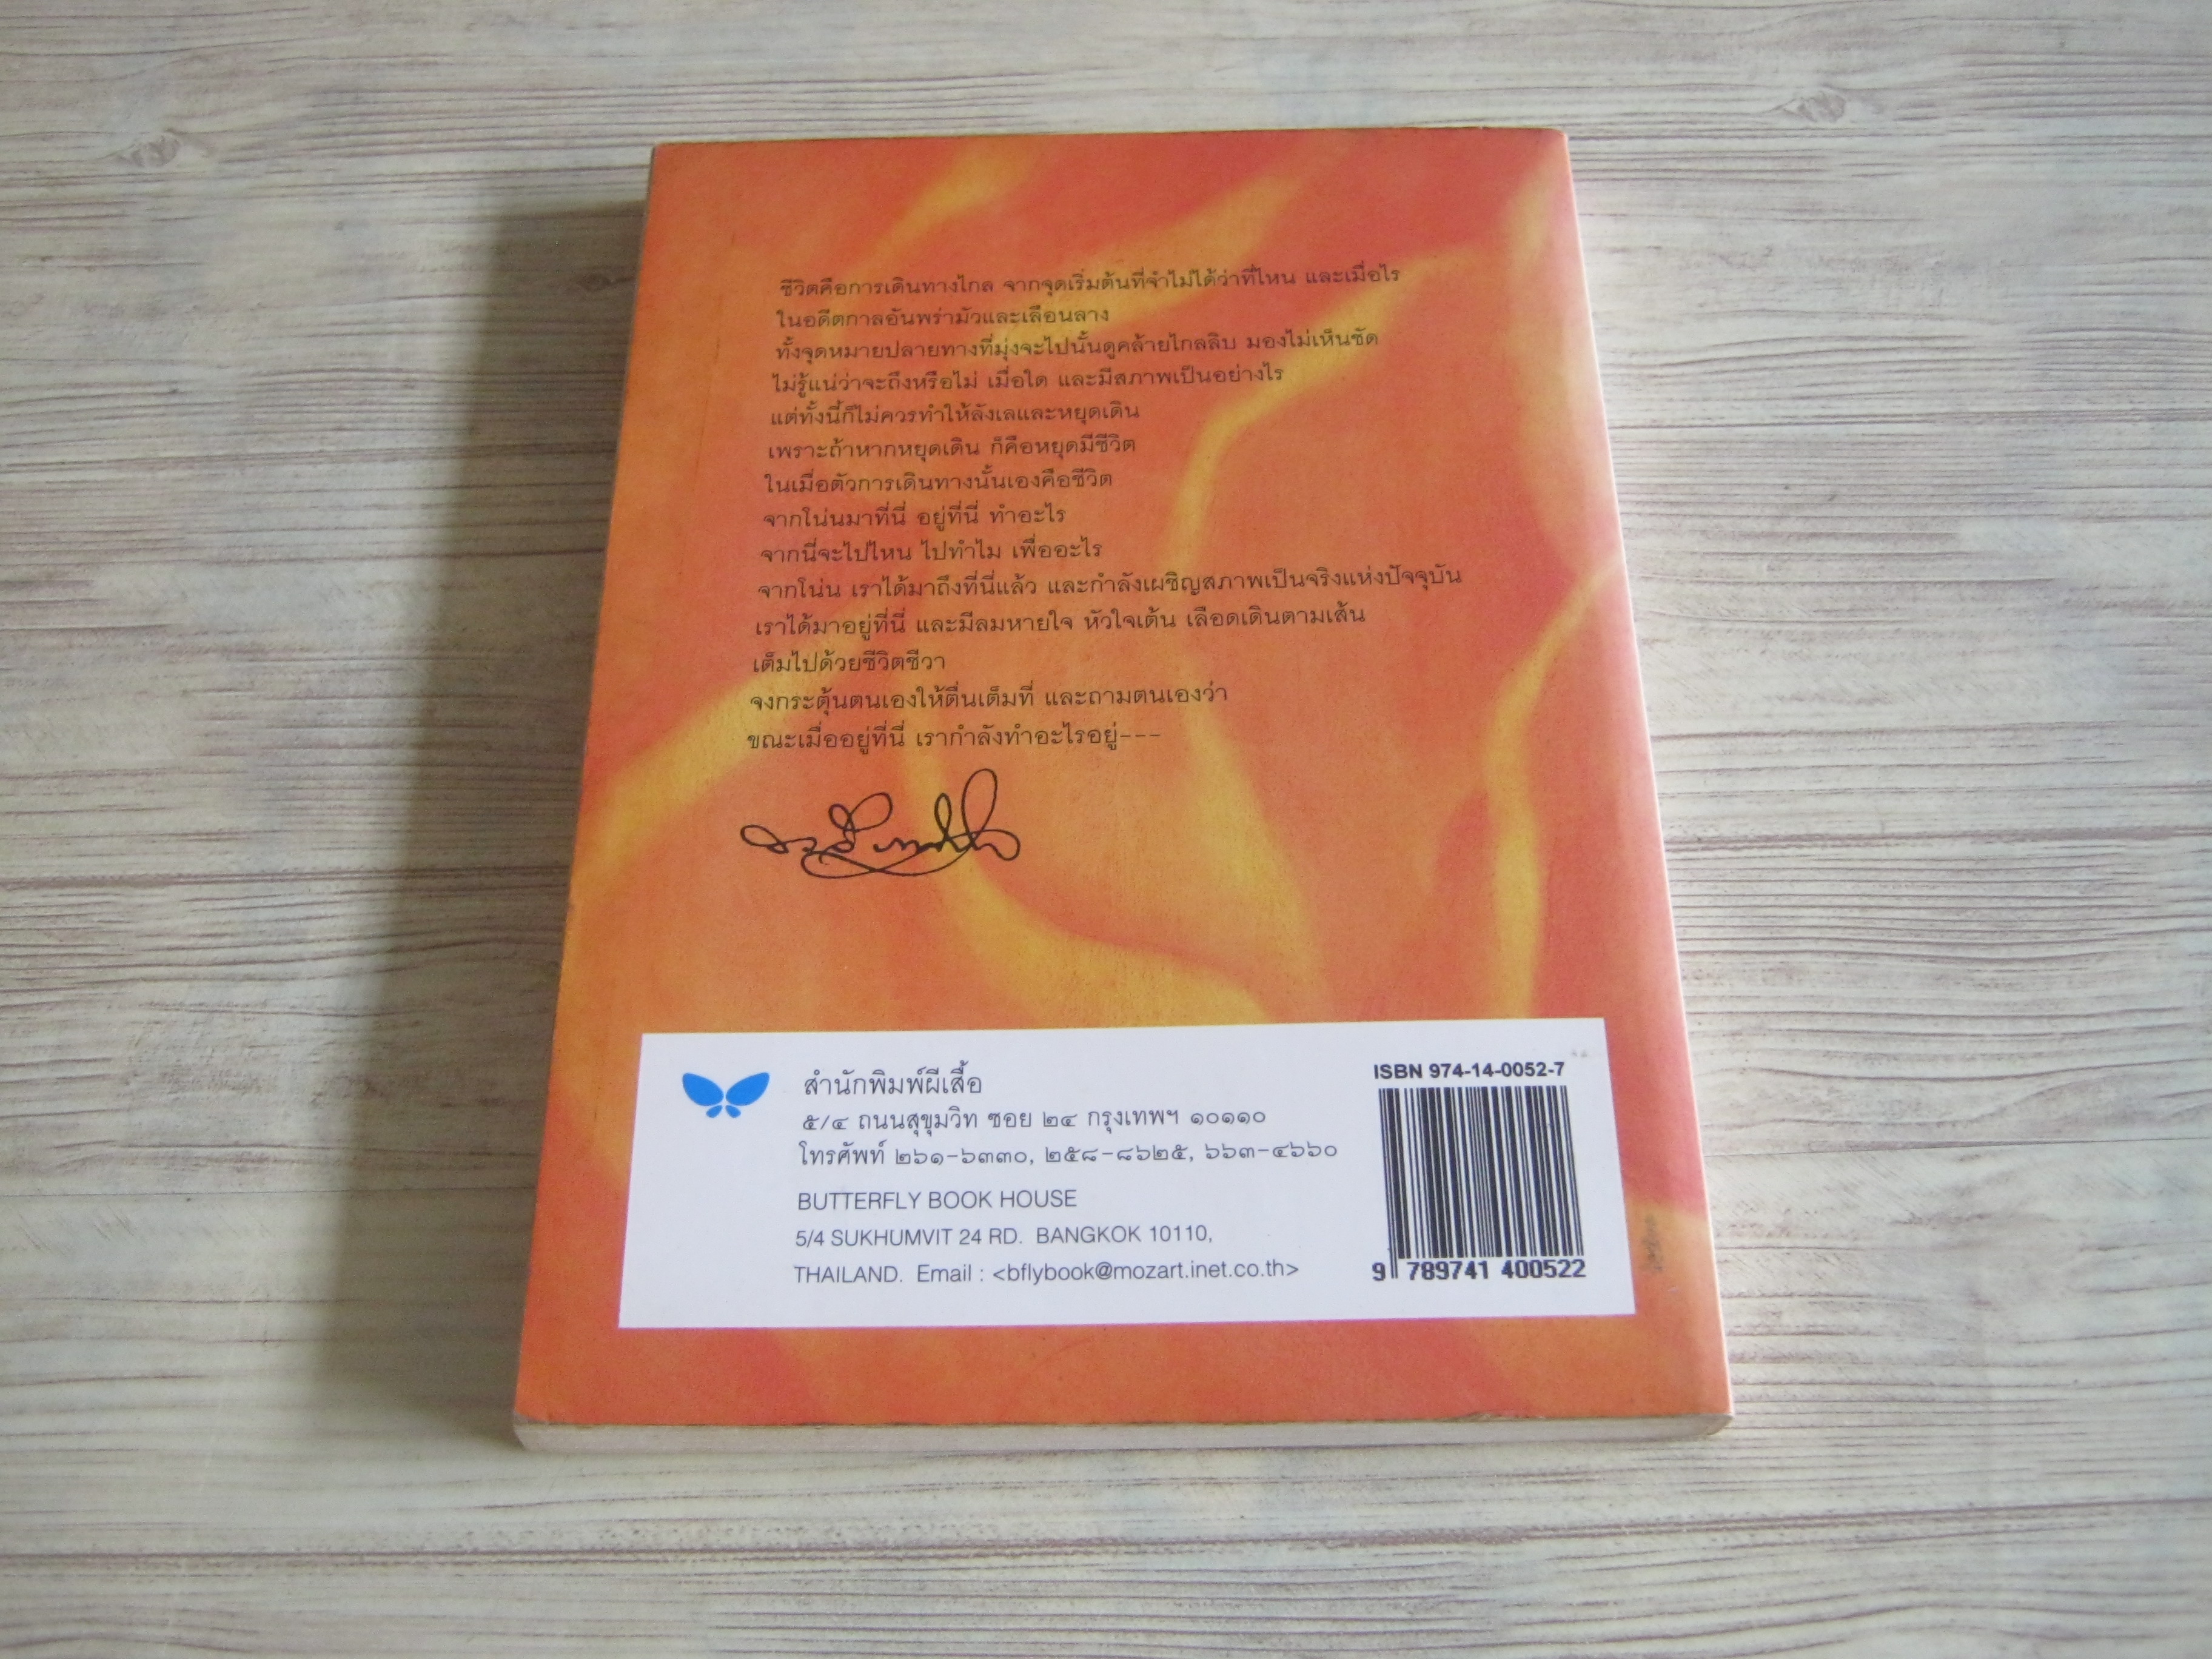 ชีวิตคือการเดินทางไกล จากจุดเริ่มต้นที่จำไม่ได้ว่าที่ไหน และเมื่อไร
ในอดีตกาลอันพร่ามัวและเลือนลาง
ทั้งจุดหมายปลายทางที่มุ่งจะไปนั้นดูคล้ายไกลลิบ มองไม่เห็นชัด
ไม่รู้แน่ว่าจะถึงหรือไม่ เมื่อใด และมีสภาพเป็นอย่างไร
แต่ทั้งนี้ก็ไม่ควรทำให้ลังเลและหยุดเดิน
เพราะถ้าหากหยุดเดิน ก็คือหยุดมีชีวิต
ในเมื่อตัวการเดินทางนั้นเองคือชีวิต
จากโน่นมาที่นี่ อยู่ที่นี่ ทำอะไร
จากนี่จะไปไหน ไปทำไม เพื่ออะไร
จากโน่น เราได้มาถึงที่นี่แล้ว และกำลังเผชิญสภาพเป็นจริงแห่งปัจจุบัน
เราได้มาอยู่ที่นี่ และมีลมหายใจ หัวใจเต้น เลือดเดินตามเส้น
เต็มไปด้วยชีวิตชีวา
จงกระตุ้นตนเองให้ตื่นเต็มที่ และถามตนเองว่า
ขณะเมื่ออยู่ที่นี่ เรากำลังทำอะไรอยู่---
สำนักพิมพ์ผีเสื้อ
๕/๔ ถนนสุขุมวิท ซอย ๒๔ กรุงเทพฯ ๑๐๑๑๐
โทรศัพท์ ๒๖๑-๖๓๓๐, ๒๕๘-๘๖๒๕, ๖๖๓-๔๖๖๐
BUTTERFLY BOOK HOUSE
5/4 SUKHUMVIT 24 RD. BANGKOK 10110,
THAILAND. Email : <bflybook@mozart.inet.co.th>
ISBN 974-14-0052-7
9 789741 400522